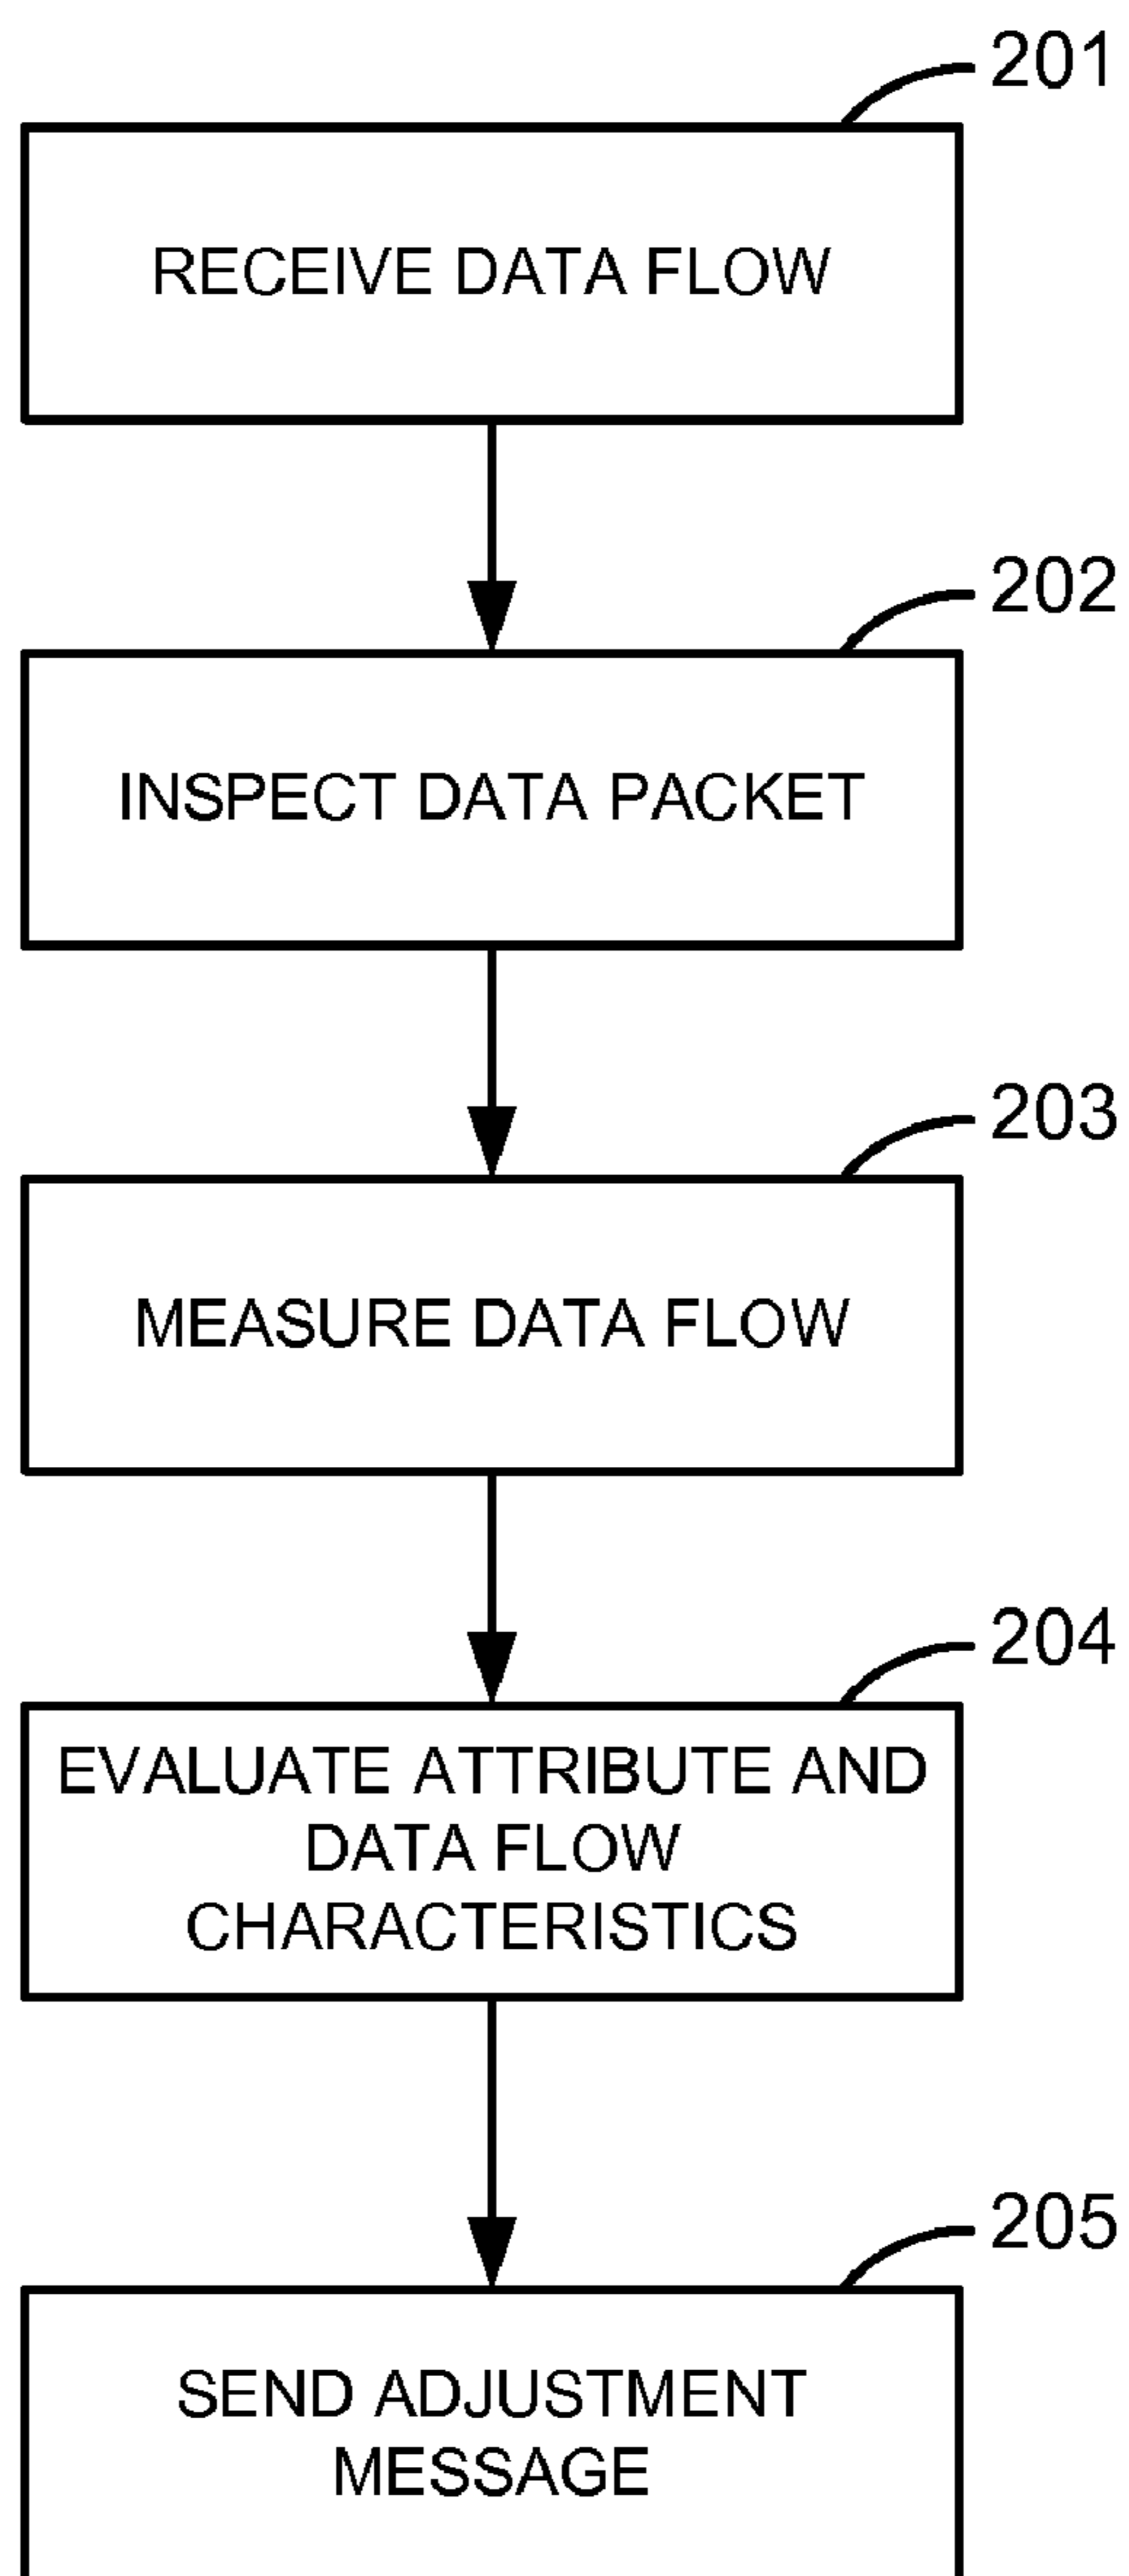 201
RECEIVE DATA FLOW
202
INSPECT DATA PACKET
203
MEASURE DATA FLOW
204
EVALUATE ATTRIBUTE AND
DATA FLOW
CHARACTERISTICS
205
SEND ADJUSTMENT
MESSAGE